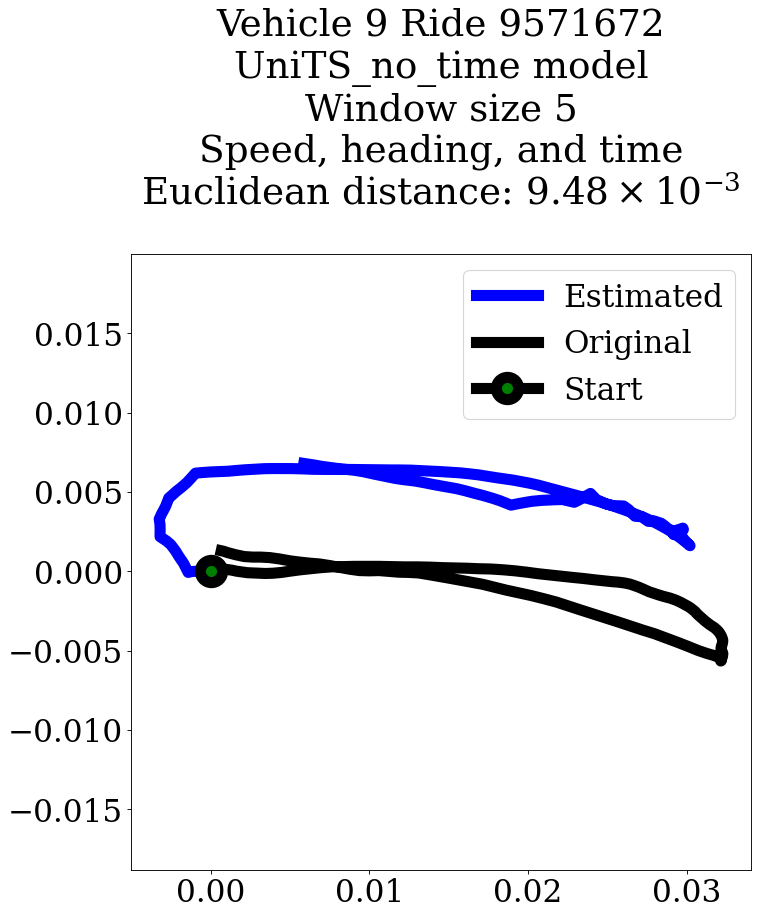 Vehicle 9 Ride 9571672
UniTS_no_time model
Window size 5
Speed, heading, and time
Euclidean distance: 9.48 × 10⁻³
Estimated
Original
Start
0.015
0.010
0.005
0.000
−0.005
−0.010
−0.015
0.00 0.01 0.02 0.03